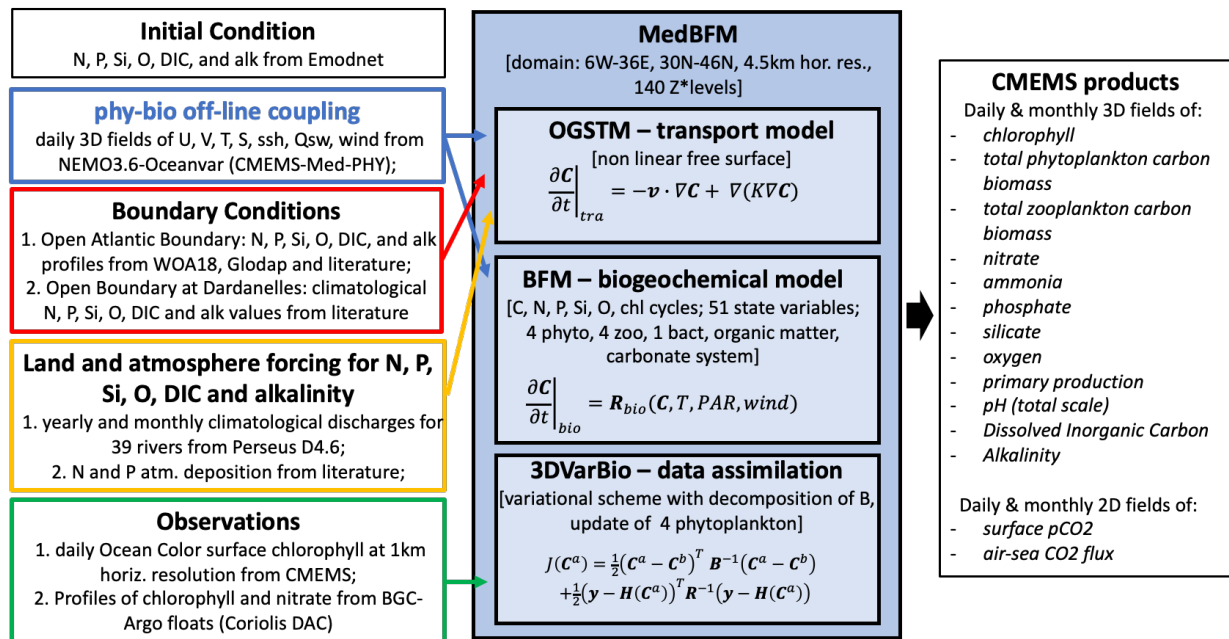 Initial Condition
N, P, Si, O, DIC, and alk from Emodnet
phy-bio off-line coupling
daily 3D fields of U, V, T, S, ssh, Qsw, wind from
NEMO3.6-Oceanvar (CMEMS-Med-PHY);
Boundary Conditions
1. Open Atlantic Boundary: N, P, Si, O, DIC, and alk
profiles from WOA18, Glodap and literature;
2. Open Boundary at Dardanelles: climatological
N, P, Si, O, DIC and alk values from literature
Land and atmosphere forcing for N, P,
Si, O, DIC and alkalinity
1. yearly and monthly climatological discharges for
39 rivers from Perseus D4.6;
2. N and P atm. deposition from literature;
Observations
1. daily Ocean Color surface chlorophyll at 1km
horiz. resolution from CMEMS;
2. Profiles of chlorophyll and nitrate from BGC-
Argo floats (Coriolis DAC)
MedBFM
[domain: 6W-36E, 30N-46N, 4.5km hor. res.,
140 Z*levels]
OGSTM – transport model
[non linear free surface]
∂C/∂t|tra = −v · ∇C + ∇(K∇C)
BFM – biogeochemical model
[C, N, P, Si, O, chl cycles; 51 state variables;
4 phyto, 4 zoo, 1 bact, organic matter,
carbonate system]
∂C/∂t|bio = Rbio(C, T, PAR, wind)
3DVarBio – data assimilation
[variational scheme with decomposition of B,
update of 4 phytoplankton]
J(Cᵃ) = ½(Cᵃ − Cᵇ)ᵀ B⁻¹(Cᵃ − Cᵇ)
+½(y − H(Cᵃ))ᵀ R⁻¹(y − H(Cᵃ))
CMEMS products
Daily & monthly 3D fields of:
- chlorophyll
- total phytoplankton carbon
biomass
- total zooplankton carbon
biomass
- nitrate
- ammonia
- phosphate
- silicate
- oxygen
- primary production
- pH (total scale)
- Dissolved Inorganic Carbon
- Alkalinity
Daily & monthly 2D fields of:
- surface pCO2
- air-sea CO2 flux